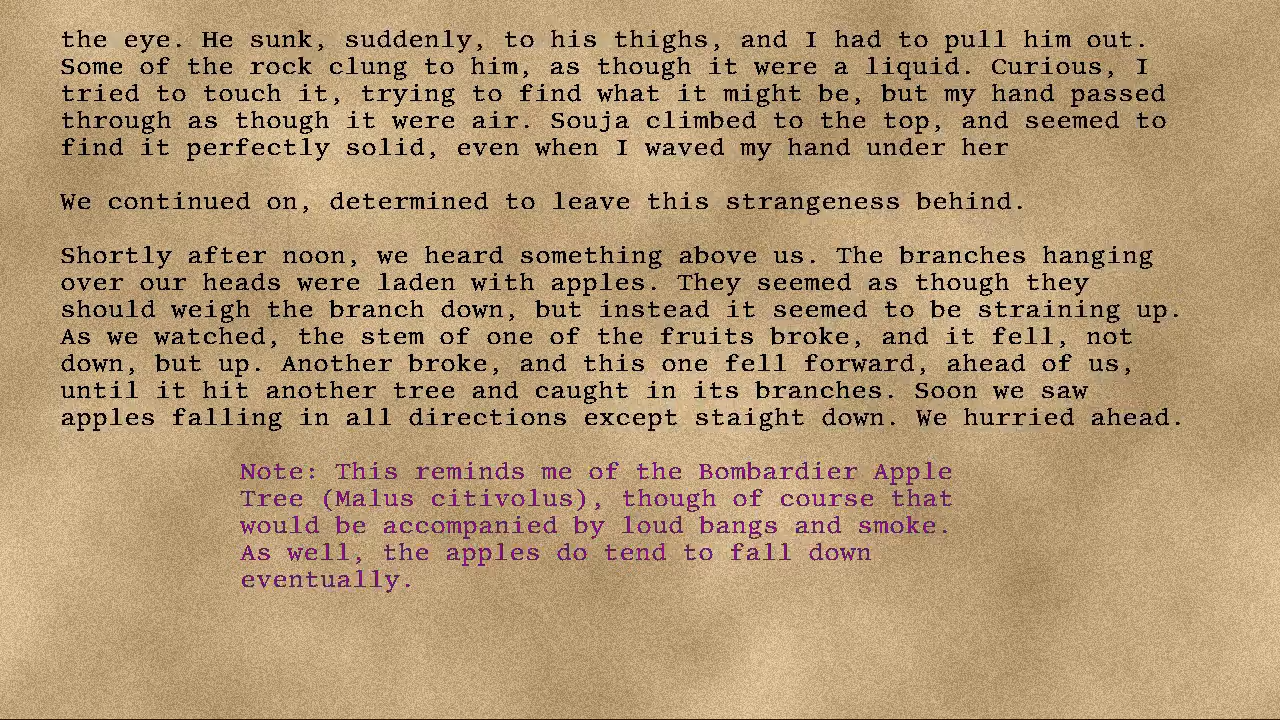 the eye. He sunk, suddenly, to his thighs, and I had to pull him out.
Some of the rock clung to him, as though it were a liquid. Curious, I
tried to touch it, trying to find what it might be, but my hand passed
through as though it were air. Souja climbed to the top, and seemed to
find it perfectly solid, even when I waved my hand under her
We continued on, determined to leave this strangeness behind.
Shortly after noon, we heard something above us. The branches hanging
over our heads were laden with apples. They seemed as though they
should weigh the branch down, but instead it seemed to be straining up.
As we watched, the stem of one of the fruits broke, and it fell, not
down, but up. Another broke, and this one fell forward, ahead of us,
until it hit another tree and caught in its branches. Soon we saw
apples falling in all directions except staight down. We hurried ahead.
Note: This reminds me of the Bombardier Apple
Tree (Malus citivolus), though of course that
would be accompanied by loud bangs and smoke.
As well, the apples do tend to fall down
eventually.